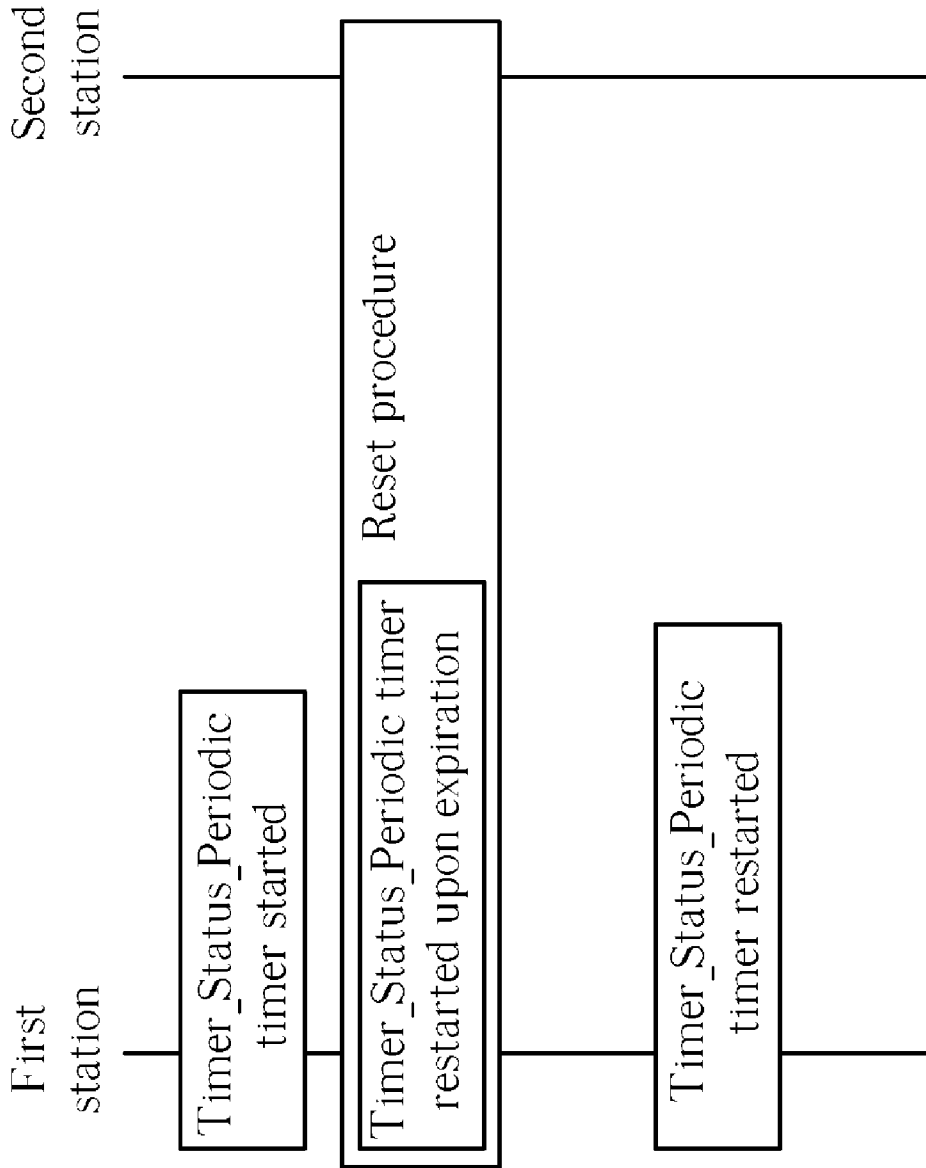 First
station
Second
station
Timer_Status_Periodic
timer started
Timer_Status_Periodic timer
restarted upon expiration
Reset procedure
Timer_Status_Periodic
timer restarted